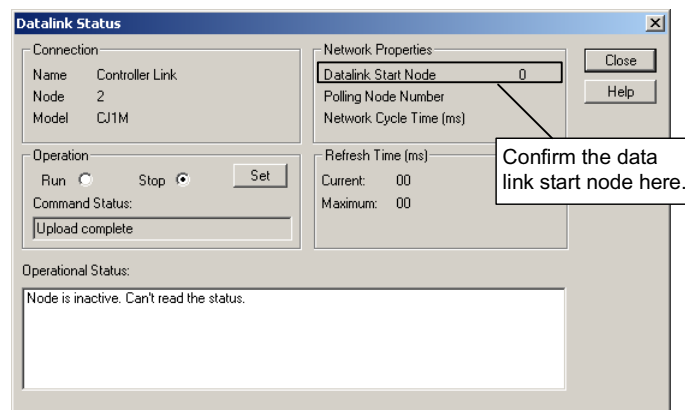 Datalink Status
Connection
Name Controller Link
Node 2
Model CJ1M
Network Properties
Datalink Start Node 0
Polling Node Number
Network Cycle Time (ms)
Close
Help
Operation
Run Stop Set
Command Status:
Upload complete
Refresh Time (ms)
Current: 00
Maximum: 00
Confirm the data
link start node here.
Operational Status:
Node is inactive. Can't read the status.